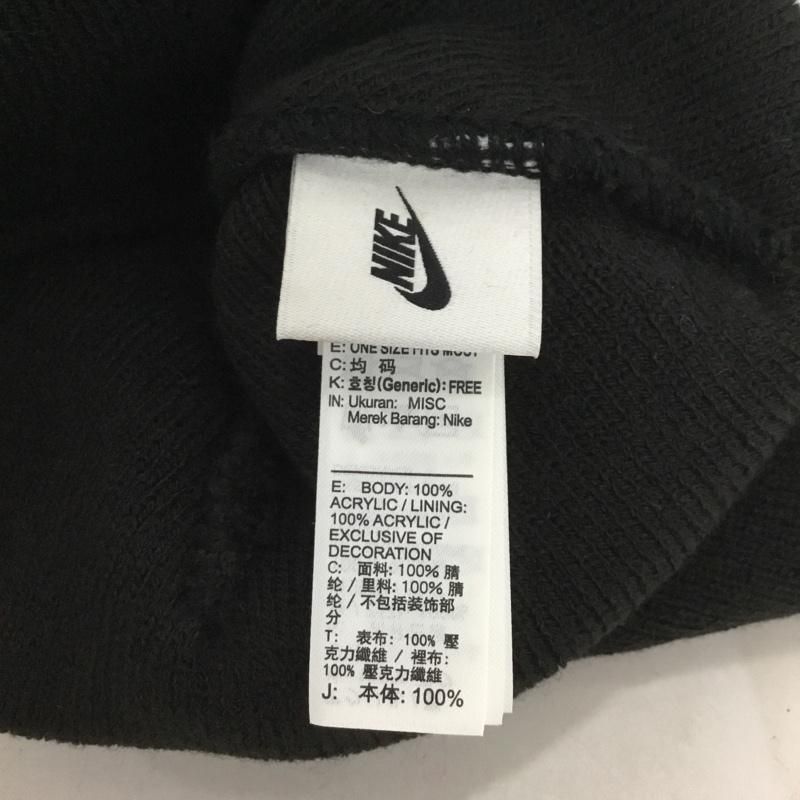 NIKE
E: ONE SIZE FITS MOST
C: 均 码
K: 호칭(Generic): FREE
IN: Ukuran: MISC
Merek Barang: Nike
E: BODY: 100%
ACRYLIC / LINING:
100% ACRYLIC /
EXCLUSIVE OF
DECORATION
C: 面料: 100% 腈
纶 / 里料: 100% 腈
纶 / 不包括装饰部
分
T: 表布: 100% 壓
克力纖維 / 裡布:
100% 壓克力纖維
J: 本体: 100%